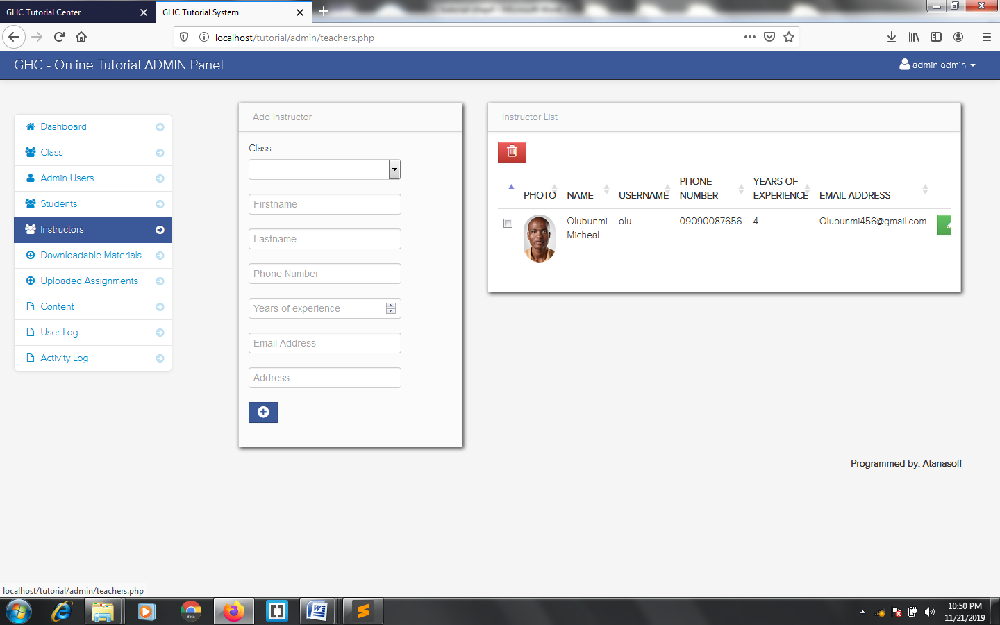 GHC Tutorial Center
GHC Tutorial System
localhost/tutorial/admin/teachers.php
GHC - Online Tutorial ADMIN Panel
admin admin
Dashboard
Class
Admin Users
Students
Instructors
Downloadable Materials
Uploaded Assignments
Content
User Log
Activity Log
Add Instructor
Class:
Firstname
Lastname
Phone Number
Years of experience
Email Address
Address
Instructor List
PHOTO NAME USERNAME PHONE NUMBER YEARS OF EXPERIENCE EMAIL ADDRESS
Olubunmi Micheal olu 09090087656 4 Olubunmi456@gmail.com
Programmed by: Atanasoff
localhost/tutorial/admin/teachers.php
Beta
10:50 PM
11/21/2019